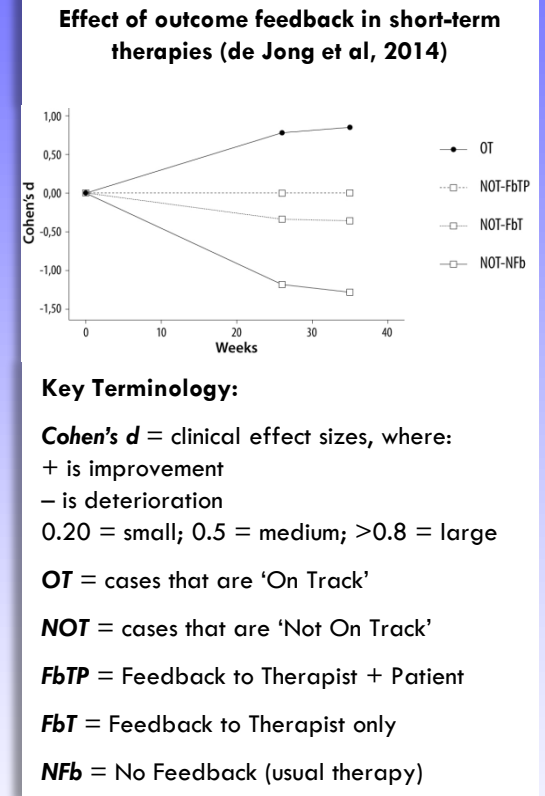 Effect of outcome feedback in short-term
therapies (de Jong et al, 2014)
1,00
0,50
0,00
-0,50
-1,00
-1,50
Cohen's d
0
10
20
30
40
Weeks
OT
NOT-FbTP
NOT-FbT
NOT-NFb
Key Terminology:
Cohen's d = clinical effect sizes, where:
+ is improvement
– is deterioration
0.20 = small; 0.5 = medium; >0.8 = large
OT = cases that are ‘On Track’
NOT = cases that are ‘Not On Track’
FbTP = Feedback to Therapist + Patient
FbT = Feedback to Therapist only
NFb = No Feedback (usual therapy)